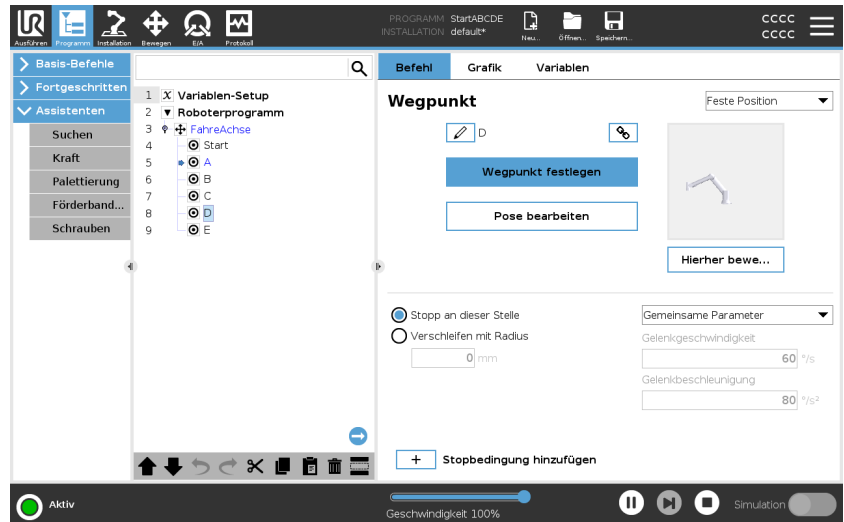 PROGRAMM StartABCDE
INSTALLATION default*
Ausführen Programm Installation Bewegen E/A Protokoll
Neu... Öffnen... Speichern...
CCCC
CCCC
Basis-Befehle
Fortgeschritten
Assistenten
Suchen
Kraft
Palettierung
Förderband...
Schrauben
1 X Variablen-Setup
2 Roboterprogramm
3 FahreAchse
4 Start
5 A
6 B
7 C
8 D
9 E
Befehl Grafik Variablen
Wegpunkt
Feste Position
D
Wegpunkt festlegen
Pose bearbeiten
Hierher bewe...
Stopp an dieser Stelle
Verschleifen mit Radius
0 mm
Gemeinsame Parameter
Gelenkgeschwindigkeit
60 °/s
Gelenkbeschleunigung
80 °/s²
+ Stopbedingung hinzufügen
Aktiv
Geschwindigkeit 100%
Simulation